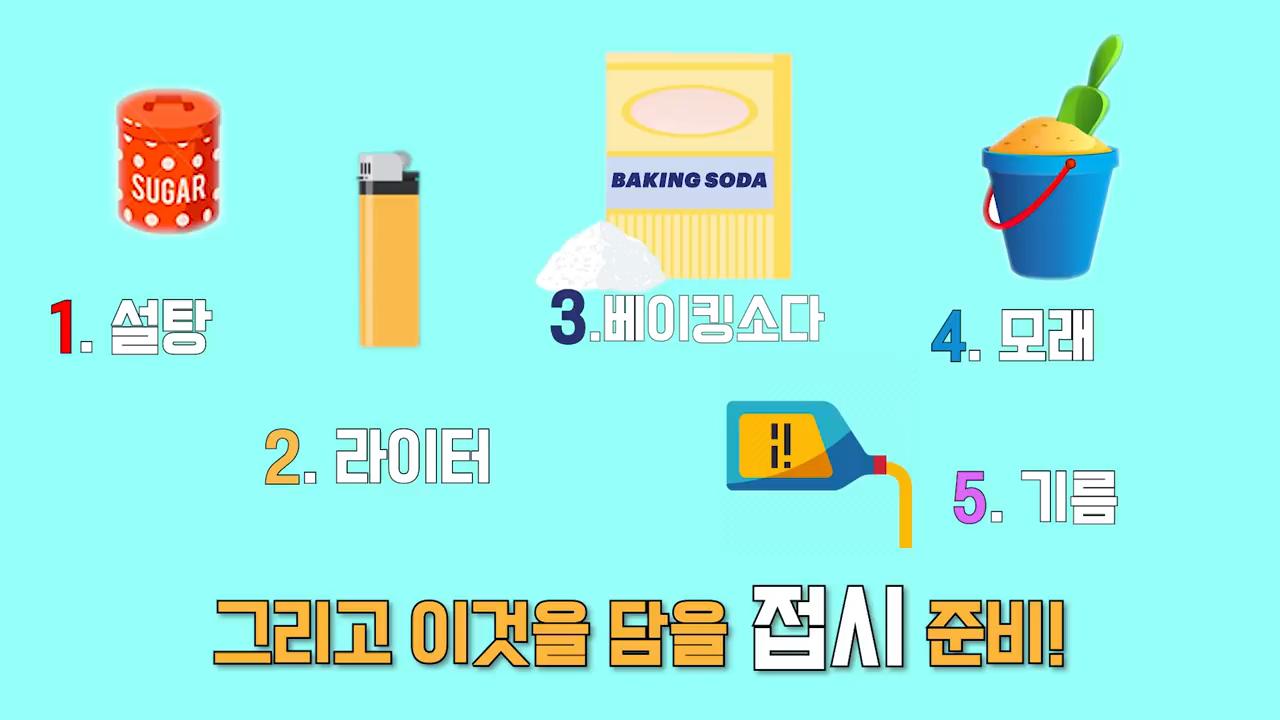 SUGAR
BAKING SODA
1. 설탕
3.베이킹소다
4. 모래
2. 라이터
5. 기름
그리고 이것을 담을 접시 준비!